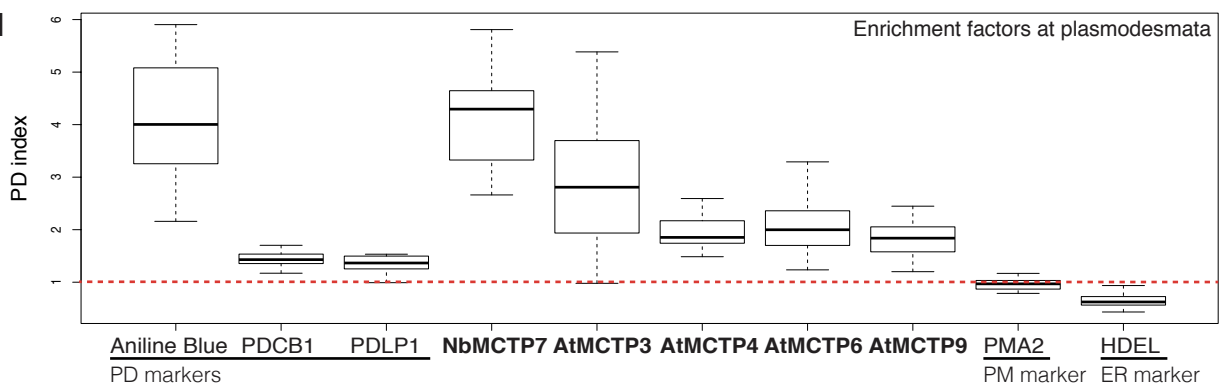 Enrichment factors at plasmodesmata
6
5
4
3
2
1
PD index
Aniline Blue PDCB1 PDLP1 NbMCTP7 AtMCTP3 AtMCTP4 AtMCTP6 AtMCTP9 PMA2 HDEL
PD markers PM marker ER marker